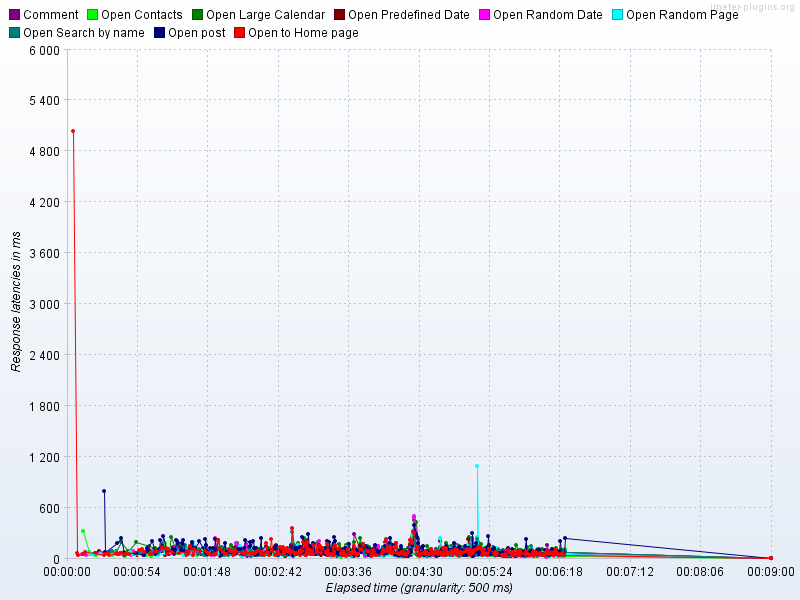 jmeter-plugins.org
Comment Open Contacts Open Large Calendar Open Predefined Date Open Random Date Open Random Page
Open Search by name Open post Open to Home page
6 000
5 400
4 800
4 200
3 600
3 000
2 400
1 800
1 200
600
0
Response latencies in ms
00:00:00 00:00:54 00:01:48 00:02:42 00:03:36 00:04:30 00:05:24 00:06:18 00:07:12 00:08:06 00:09:00
Elapsed time (granularity: 500 ms)